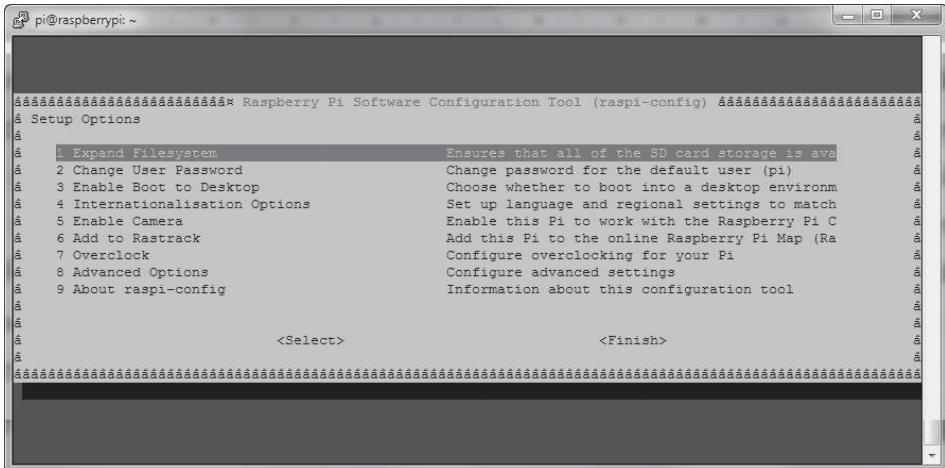 pi@raspberrypi: ~
Raspberry Pi Software Configuration Tool (raspi-config)
Setup Options
1 Expand Filesystem Ensures that all of the SD card storage is ava
2 Change User Password Change password for the default user (pi)
3 Enable Boot to Desktop Choose whether to boot into a desktop environm
4 Internationalisation Options Set up language and regional settings to match
5 Enable Camera Enable this Pi to work with the Raspberry Pi C
6 Add to Rastrack Add this Pi to the online Raspberry Pi Map (Ra
7 Overclock Configure overclocking for your Pi
8 Advanced Options Configure advanced settings
9 About raspi-config Information about this configuration tool
<Select> <Finish>